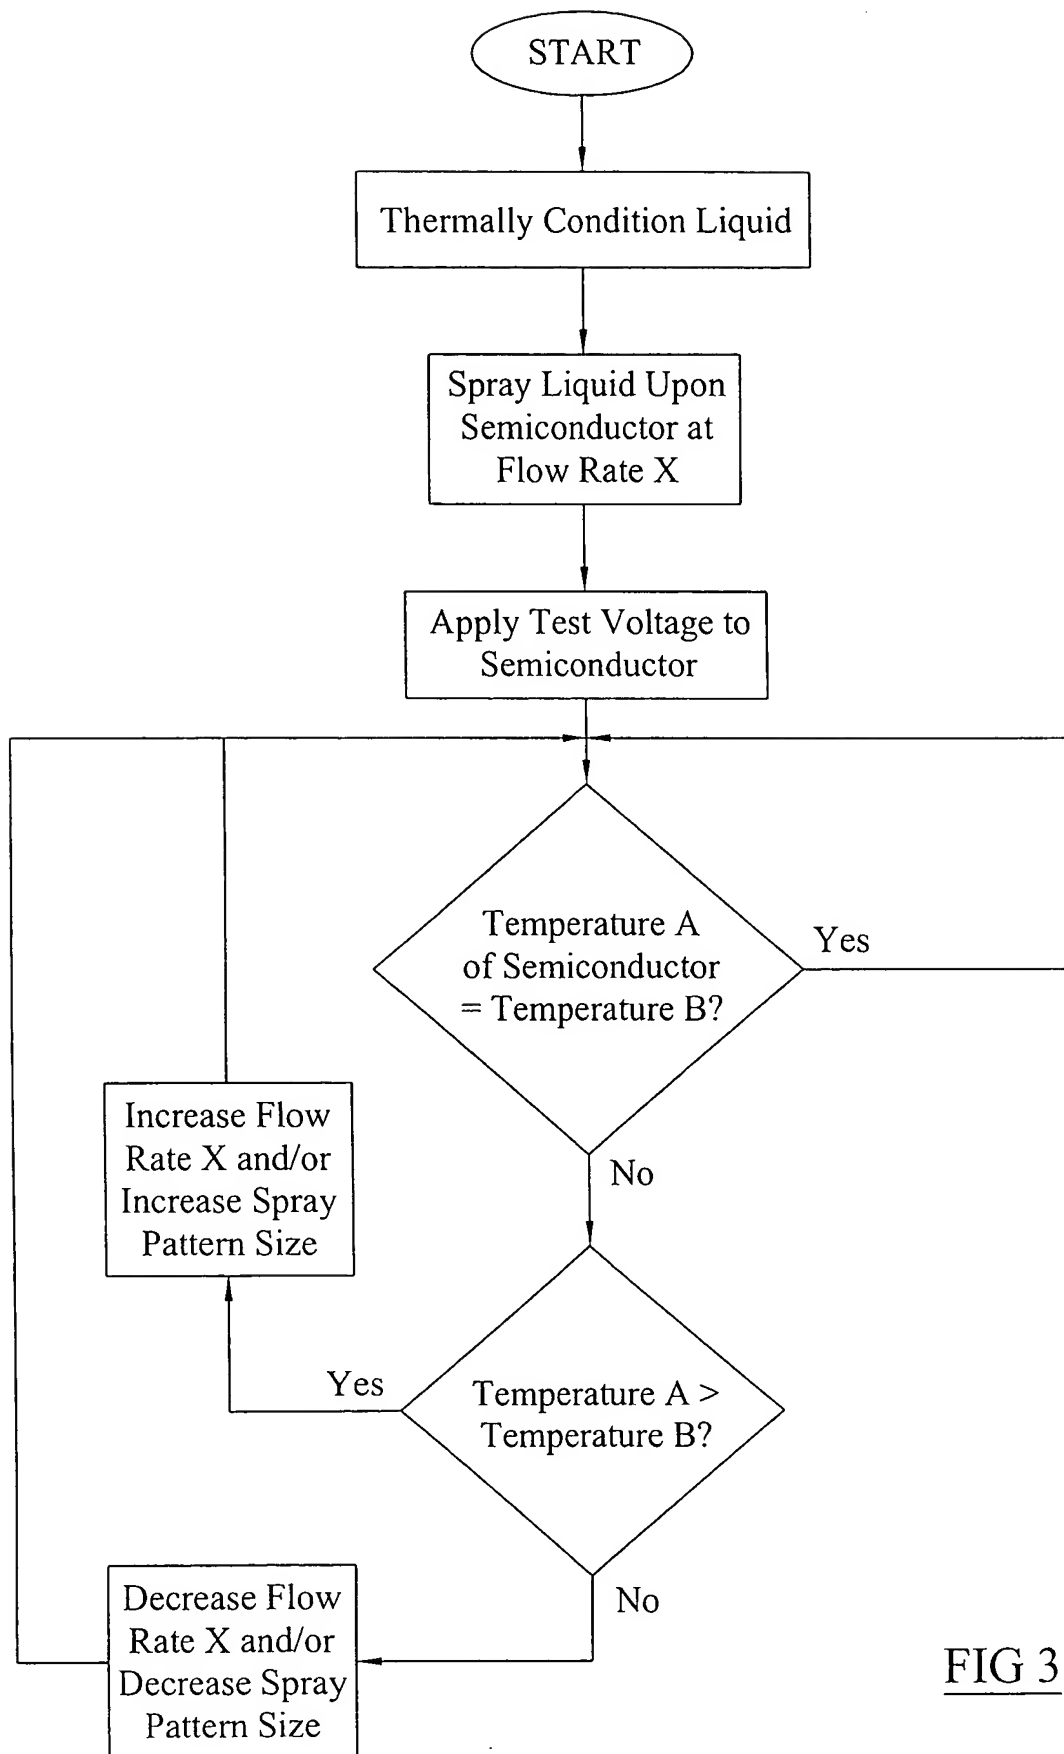 START
Thermally Condition Liquid
Spray Liquid Upon
Semiconductor at
Flow Rate X
Apply Test Voltage to
Semiconductor
Temperature A
of Semiconductor
= Temperature B?
Yes
No
Increase Flow
Rate X and/or
Increase Spray
Pattern Size
Yes
Temperature A >
Temperature B?
No
Decrease Flow
Rate X and/or
Decrease Spray
Pattern Size
FIG 3